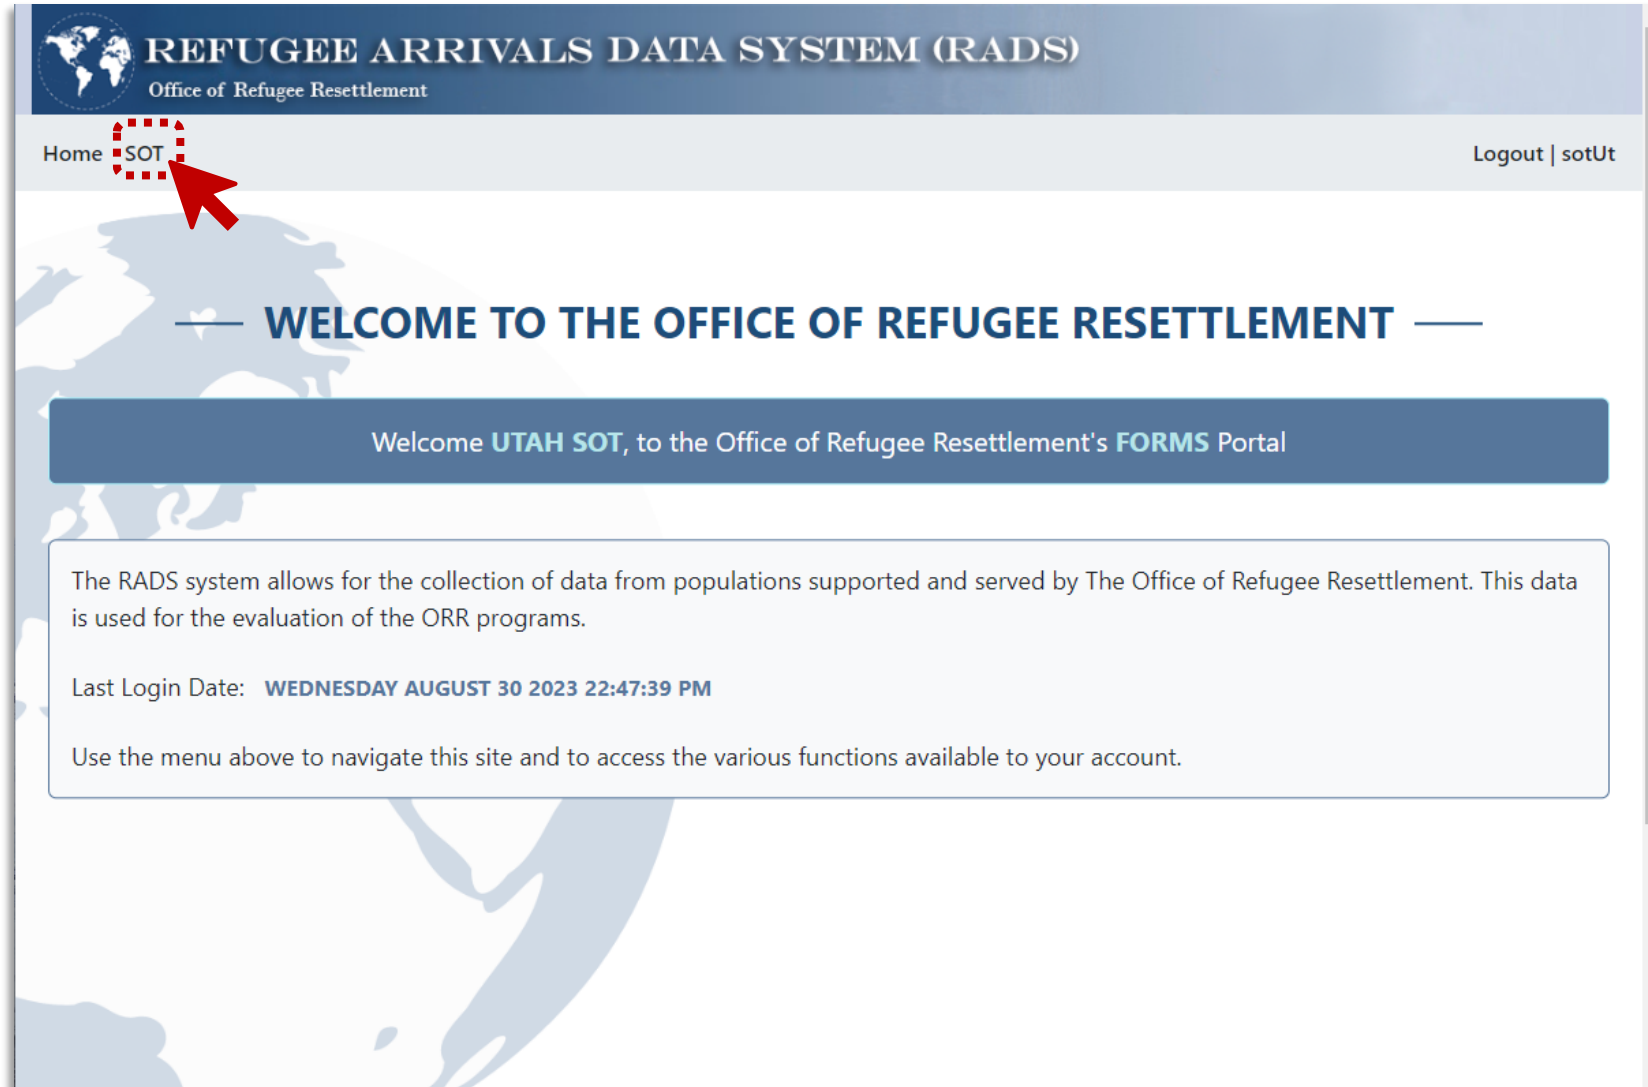 REFUGEE ARRIVALS DATA SYSTEM (RADS)
Office of Refugee Resettlement
Home SOT Logout | sotUt
WELCOME TO THE OFFICE OF REFUGEE RESETTLEMENT
Welcome UTAH SOT, to the Office of Refugee Resettlement's FORMS Portal
The RADS system allows for the collection of data from populations supported and served by The Office of Refugee Resettlement. This data
is used for the evaluation of the ORR programs.
Last Login Date: WEDNESDAY AUGUST 30 2023 22:47:39 PM
Use the menu above to navigate this site and to access the various functions available to your account.